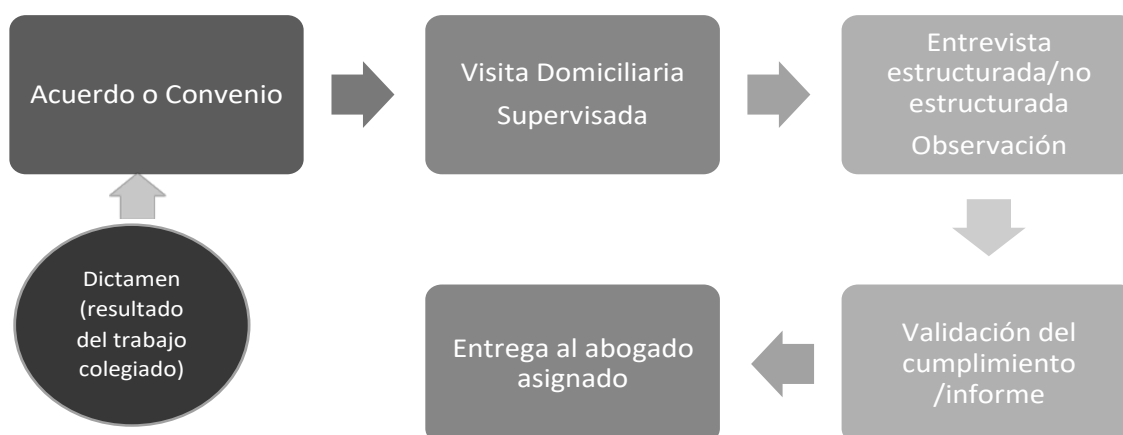 Acuerdo o Convenio
Visita Domiciliaria
Supervisada
Entrevista
estructurada/no
estructurada
Observación
Dictamen
(resultado
del trabajo
colegiado)
Entrega al abogado
asignado
Validación del
cumplimiento
/informe